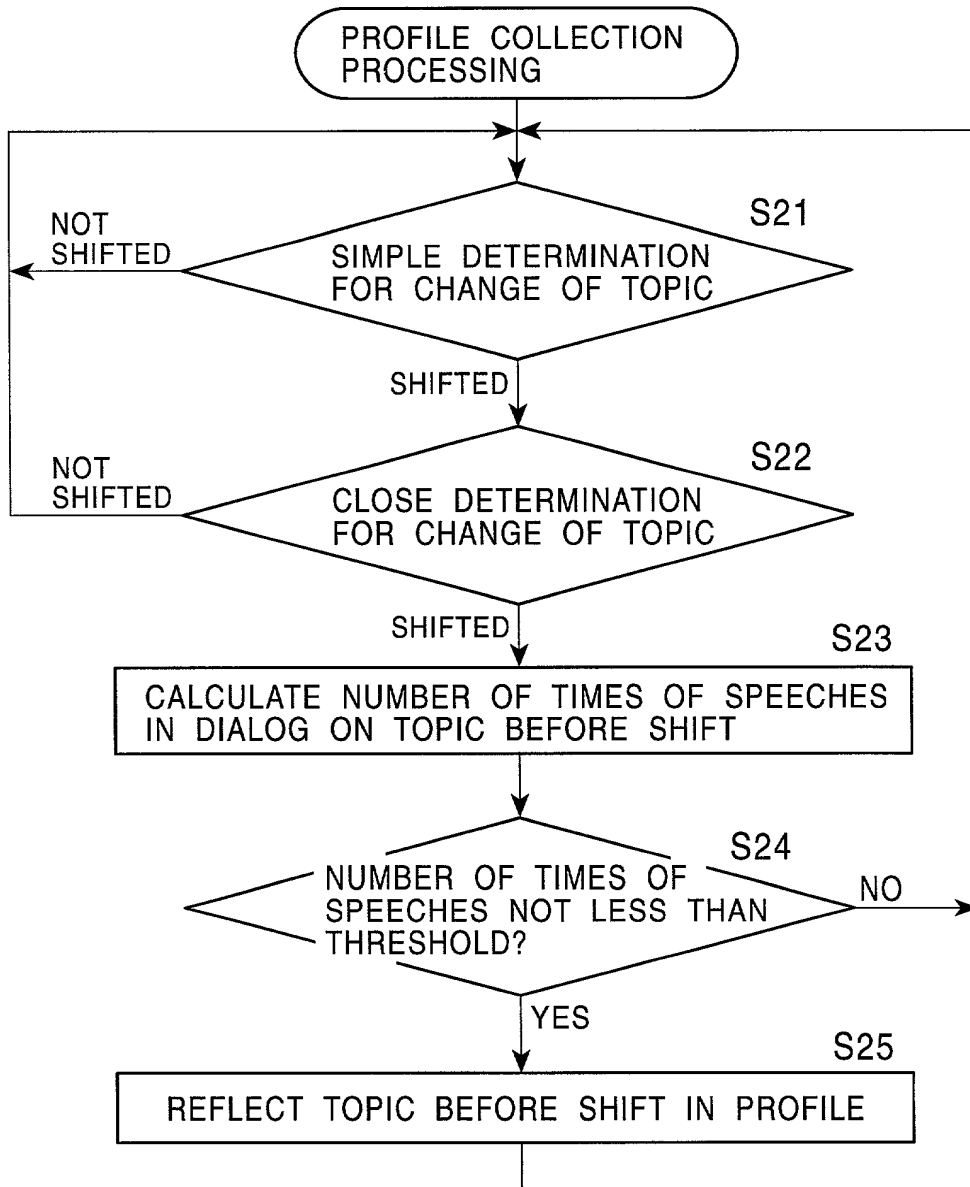 PROFILE COLLECTION
PROCESSING
S21
NOT
SHIFTED
SIMPLE DETERMINATION
FOR CHANGE OF TOPIC
SHIFTED
S22
NOT
SHIFTED
CLOSE DETERMINATION
FOR CHANGE OF TOPIC
SHIFTED
S23
CALCULATE NUMBER OF TIMES OF SPEECHES
IN DIALOG ON TOPIC BEFORE SHIFT
S24
NUMBER OF TIMES OF
SPEECHES NOT LESS THAN
THRESHOLD?
NO
YES
S25
REFLECT TOPIC BEFORE SHIFT IN PROFILE